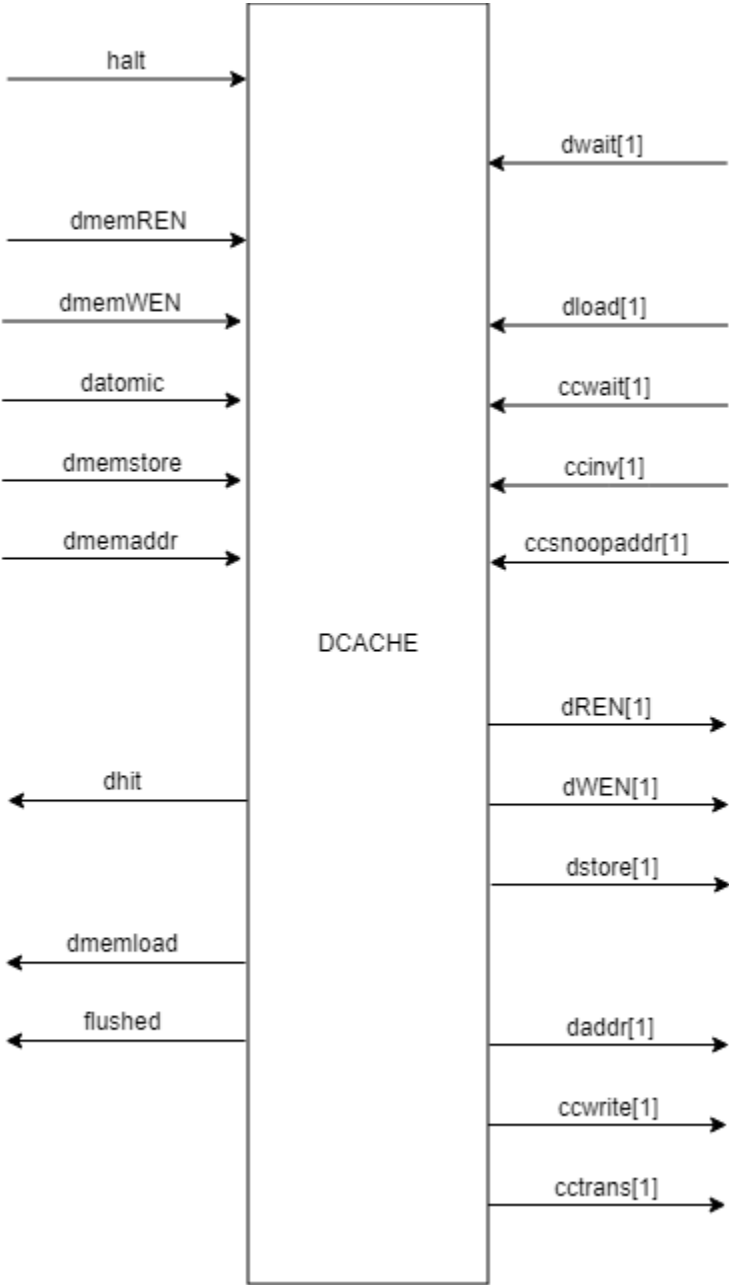 halt
dwait[1]
dmemREN
dmemWEN
dload[1]
datomic
ccwait[1]
dmemstore
ccinv[1]
dmemaddr
ccsnoopaddr[1]
DCACHE
dREN[1]
dhit
dWEN[1]
dstore[1]
dmemload
flushed
daddr[1]
ccwrite[1]
cctrans[1]